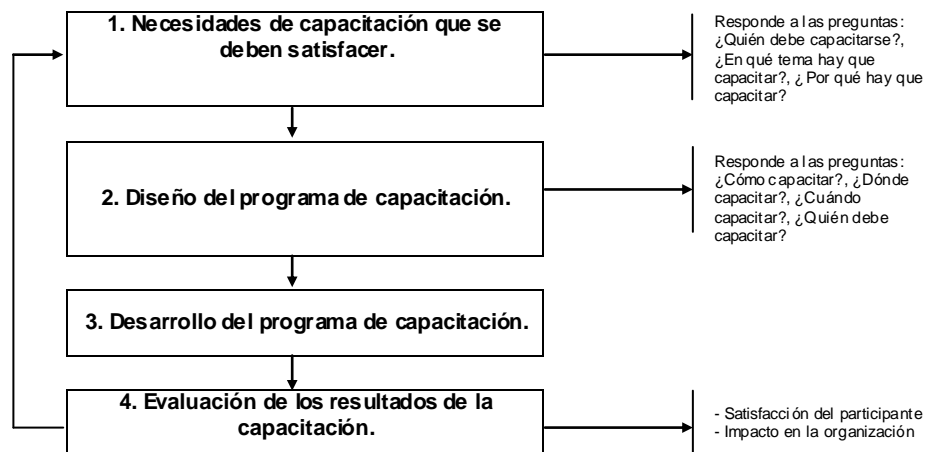 1. Necesidades de capacitación que se
deben satisfacer.
Responde a las preguntas:
¿Quién debe capacitarse?,
¿En qué tema hay que
capacitar?, ¿Por qué hay que
capacitar?
2. Diseño del programa de capacitación.
Responde a las preguntas:
¿Cómo capacitar?, ¿Dónde
capacitar?, ¿Cuándo
capacitar?, ¿Quién debe
capacitar?
3. Desarrollo del programa de capacitación.
4. Evaluación de los resultados de la
capacitación.
- Satisfacción del participante
- Impacto en la organización